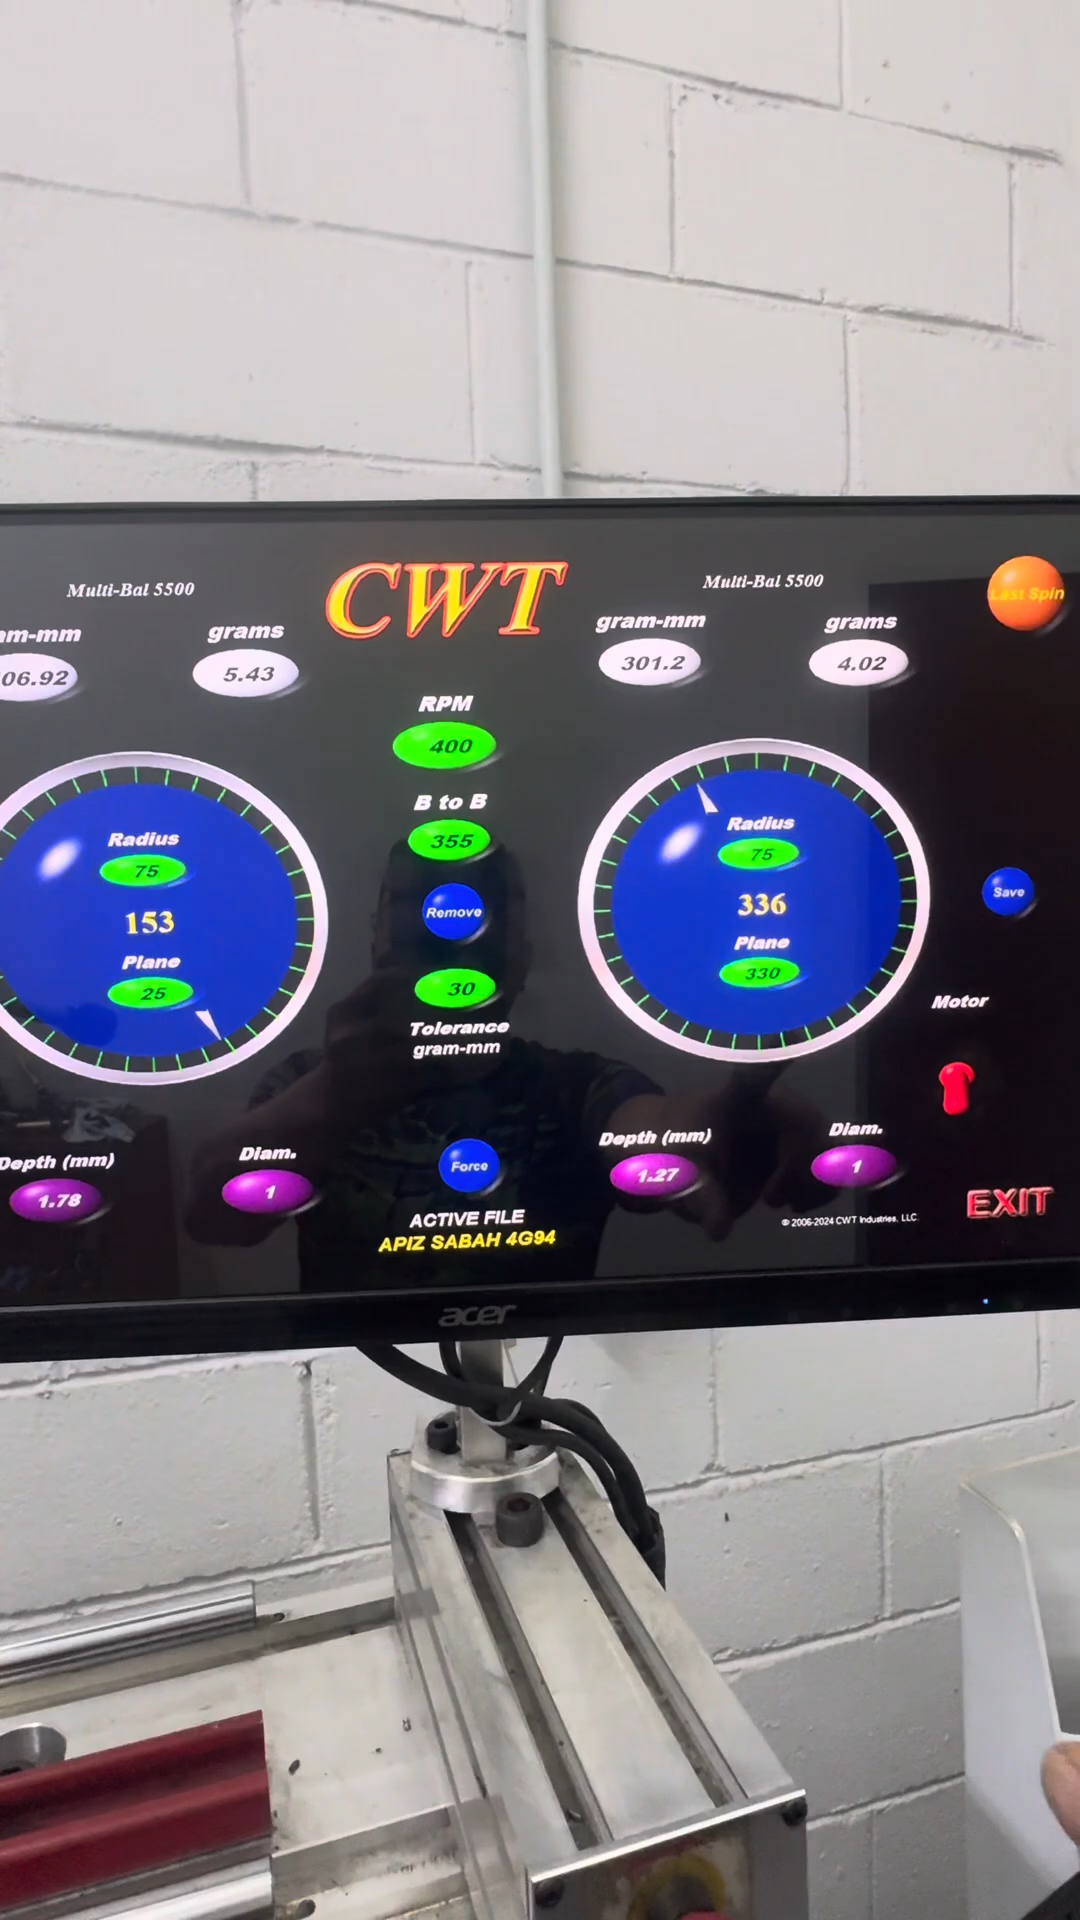 Multi-Bal 5500
grams
06.92
5.43
CWT
RPM
400
B to B
355
Remove
30
Tolerance
gram-mm
Radius
75
153
Plane
25
Depth (mm)
1.78
Diam.
1
Force
ACTIVE FILE
APIZ SABAH 4G94
Multi-Bal 5500
gram-mm
grams
301.2
4.02
Radius
75
336
Plane
330
Depth (mm)
1.27
Diam.
1
© 2006-2024 CWT Industries, LLC.
Last Spin
Save
Motor
EXIT
acer